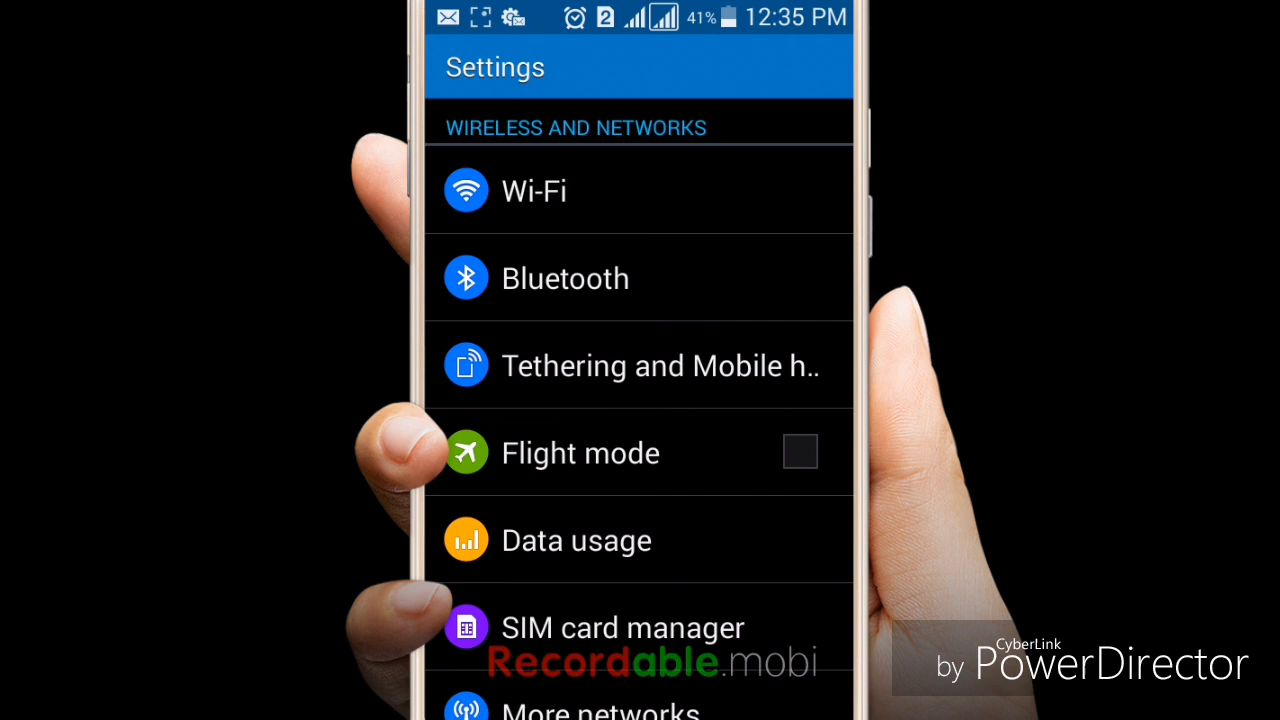 2 41% 12:35 PM
Settings
WIRELESS AND NETWORKS
Wi-Fi
Bluetooth
Tethering and Mobile h..
Flight mode
Data usage
SIM card manager
Recordable.mobi
More networks
CyberLink
by PowerDirector